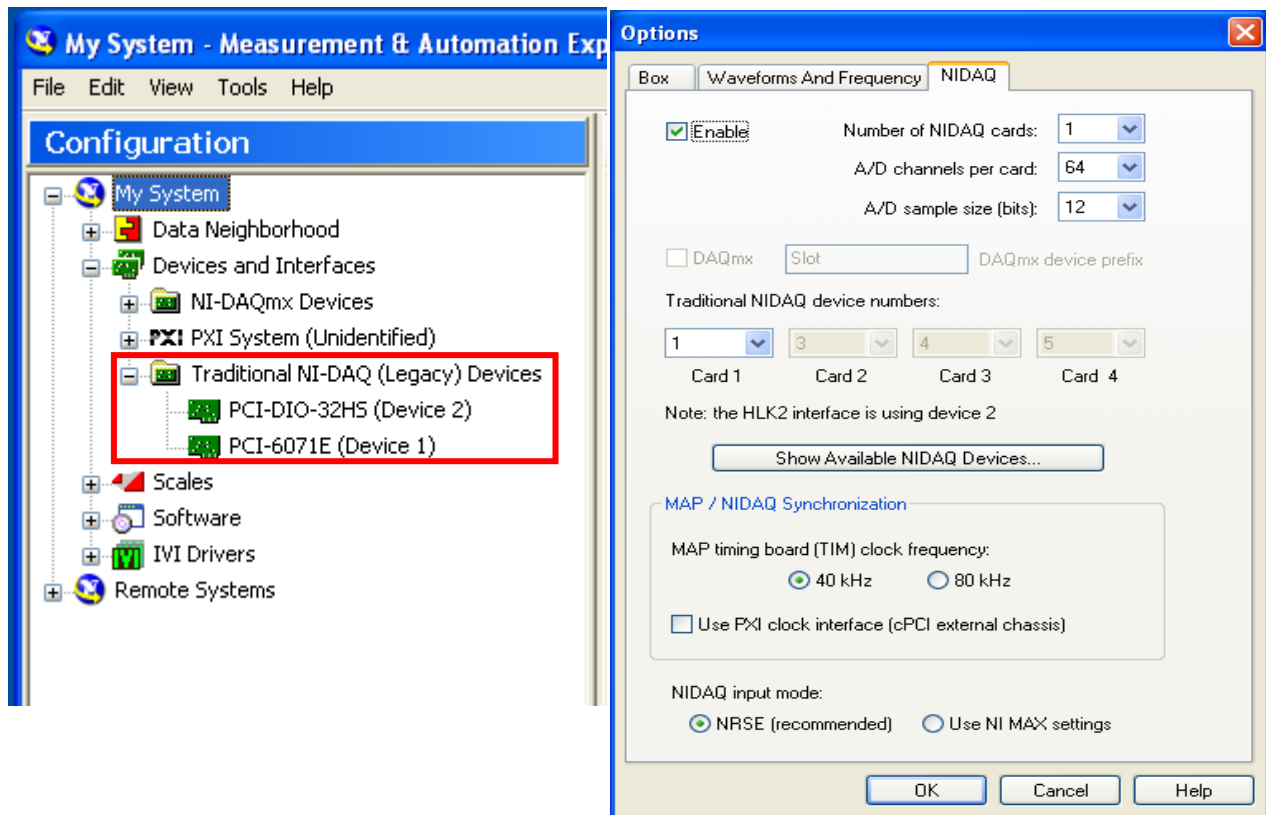 My System - Measurement & Automation Exp
File Edit View Tools Help
Configuration
My System
Data Neighborhood
Devices and Interfaces
NI-DAQmx Devices
PXI PXI System (Unidentified)
Traditional NI-DAQ (Legacy) Devices
PCI-DIO-32HS (Device 2)
PCI-6071E (Device 1)
Scales
Software
IVI Drivers
Remote Systems
Options
Box Waveforms And Frequency NIDAQ
Enable Number of NIDAQ cards: 1
A/D channels per card: 64
A/D sample size (bits): 12
DAQmx Slot DAQmx device prefix
Traditional NIDAQ device numbers:
1 3 4 5
Card 1 Card 2 Card 3 Card 4
Note: the HLK2 interface is using device 2
Show Available NIDAQ Devices...
MAP / NIDAQ Synchronization
MAP timing board (TIM) clock frequency:
40 kHz 80 kHz
Use PXI clock interface (cPCI external chassis)
NIDAQ input mode:
NRSE (recommended) Use NI MAX settings
OK Cancel Help